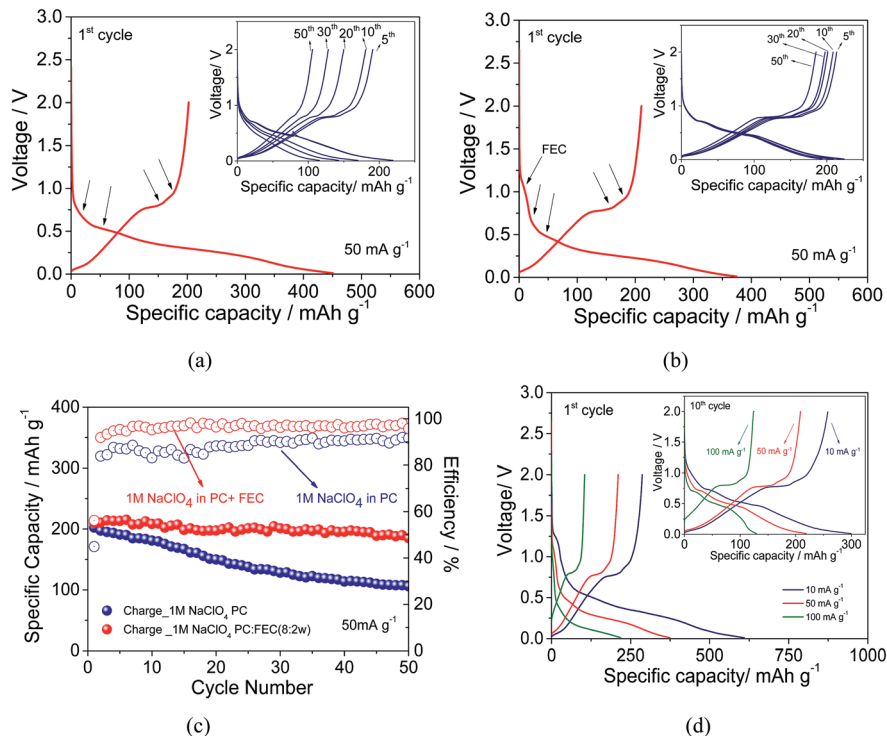 1st cycle
50th 30th 20th 10th 5th
Voltage/ V
2
1
0
0 50 100 150 200
Specific capacity/ mAh g-1
Voltage / V
3.0
2.5
2.0
1.5
1.0
0.5
0.0
50 mA g-1
0 100 200 300 400 500 600
Specific capacity / mAh g-1
(a)
1st cycle
20th 10th
30th 5th
50th
Voltage/ V
2
1
0
0 50 100 150 200
Specific capacity/ mAh g-1
FEC
Voltage / V
3.0
2.5
2.0
1.5
1.0
0.5
0.0
50 mA g-1
0 100 200 300 400 500 600
Specific capacity / mAh g-1
(b)
Specific Capacity / mAh g-1
400
350
300
250
200
150
100
0
1M NaClO4 in PC+ FEC
1M NaClO4 in PC
Charge_1M NaClO4 PC
Charge _1M NaClO4 PC:FEC(8:2w)
50mA g-1
100
80
60
40
20
0
Efficiency / %
0 10 20 30 40 50
Cycle Number
(c)
1st cycle
10th cycle
100 mA g-1
50 mA g-1
10 mA g-1
Voltage / V
2.0
1.5
1.0
0.5
0.0
0 100 200 300
Specific capacity / mAh g-1
Voltage/ V
3.0
2.5
2.0
1.5
1.0
0.5
0.0
10 mA g-1
50 mA g-1
100 mA g-1
0 250 500 750 1000
Specific capacity/ mAh g-1
(d)